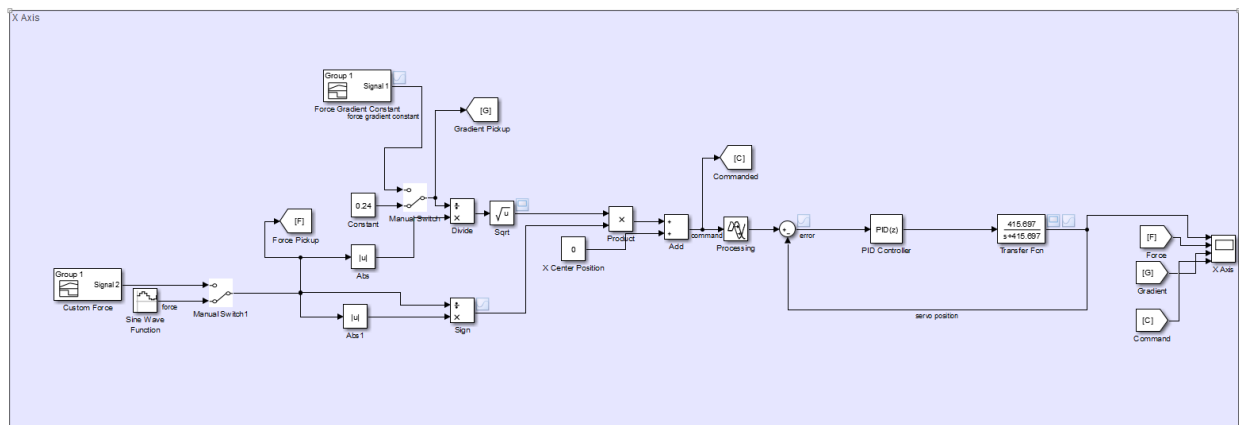 X Axis
Group 1
Signal 1
Force Gradient Constant
force gradient constant
[G]
Gradient Pickup
[C]
Commanded
0.24
Constant
Manual Switch
÷
×
Divide
√u
Sqrt
[F]
Force Pickup
|u|
Abs
×
Product
0
X Center Position
+
+
Add
command
Processing
+
-
error
PID(z)
PID Controller
415.697
s+415.697
Transfer Fcn
[F]
Force
[G]
Gradient
[C]
Command
X Axis
Group 1
Signal 2
Custom Force
Sine Wave
Function
force
Manual Switch1
|u|
Abs1
÷
×
Sign
servo position